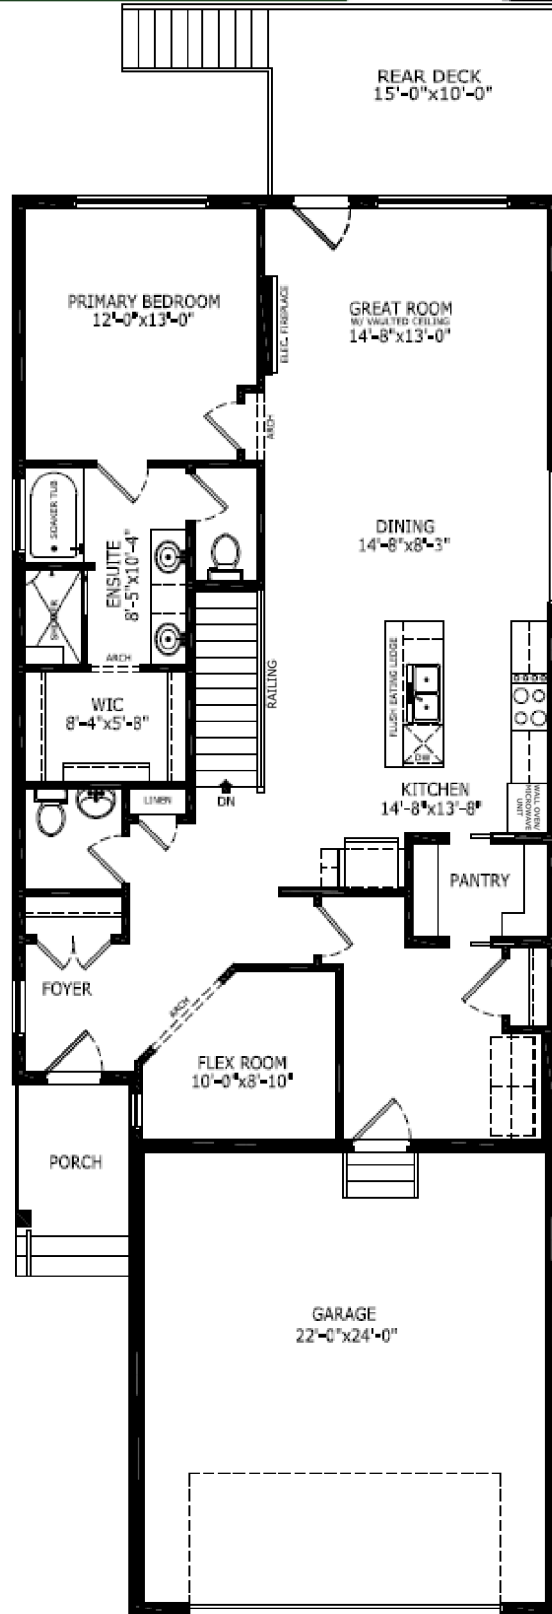 REAR DECK
15'-0"x10'-0"
PRIMARY BEDROOM
12'-0"x13'-0"
ELEC. FIREPLACE
GREAT ROOM
W/ VAULTED CEILING
14'-8"x13'-0"
ARCH
SOAKER TUB
ENSUITE
8'-5"x10'-4"
DINING
14'-8"x8'-3"
SHOWER
ARCH
WIC
8'-4"x5'-8"
RAILING
FLUSH EATING LEDGE
DW
KITCHEN
14'-8"x13'-8"
WALL OVEN/
MICROWAVE
UNIT
LINEN
DN
PANTRY
FOYER
ARCH
FLEX ROOM
10'-0"x8'-10"
PORCH
GARAGE
22'-0"x24'-0"